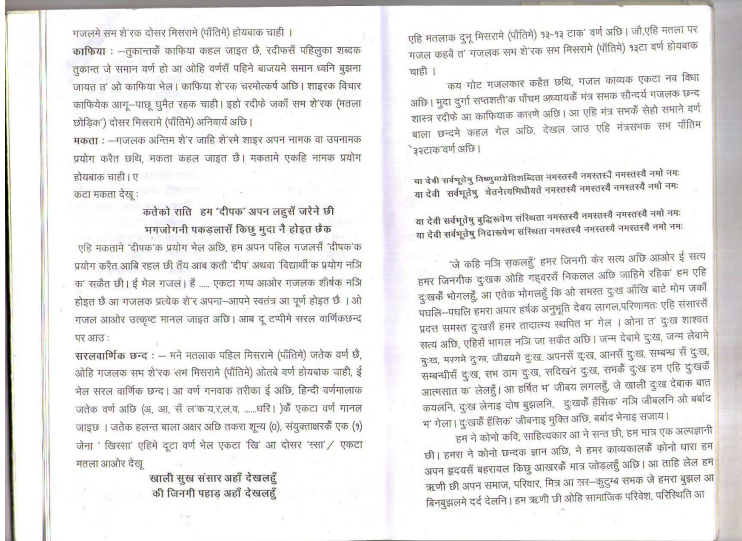 गजलमे सभ शे'रक दोसर मिसरामे (पाँतिमे) होयबाक चाही ।
काफिया : –तुकान्तकेँ काफिया कहल जाइत छै, रदीफसँ पहिलुका शब्दक
तुकान्त जे समान वर्ण हो आ ओहि वर्णसँ पहिने बाजयमे समान ध्वनि बुझना
जायत त' ओ काफिया भेल। काफिया शे'रक चरमोत्कर्ष अछि। शाइरक विचार
काफियेक आगू–पाछू घुमैत रहक चाही। इहो रदीफे जकाँ सभ शे'रक (मतला
छोड़िक') दोसर मिसरामे (पाँतिमे) अनिवार्य अछि।
मकता : –गजलक अन्तिम शे'र जाहि शे'रमे शाइर अपन नामक वा उपनामक
प्रयोग करैत छथि, मकता कहल जाइत छै। मकतामे एकहि नामक प्रयोग
होयबाक चाही। ए
कटा मकता देखू :
कतेको राति हम 'दीपक' अपन लहुसँ जरेने छी
भगजोगनी पकड़लासँ किछु मुदा नै होइत छैक
एहि मकतामे 'दीपक'क प्रयोग भेल अछि, हम अपन पहिल गजलसँ 'दीपक'क
प्रयोग करैत आबि रहल छी तेँय आब कतौ 'दीप' अथवा 'विद्यार्थी'क प्रयोग नञि
क' सकैत छी। ई भेल गजल। हँ ..... एकटा गप्प आओर गजलक शीर्षक नञि
होइत छै आ गजलक प्रत्येक शे'र अपना–आपमे स्वतंत्र आ पूर्ण होइत छै । ओ
गजल आओर उत्कृष्ट मानल जाइत अछि। आब दू टप्पीमे सरल वार्णिकछन्द
पर आउ :
सरलवार्णिक छन्द : – मने मतलाक पहिल मिसरामे (पाँतिमे) जतेक वर्ण छै,
ओहि गजलक सभ शे'रक सभ मिसरामे (पाँतिमे) ओतबे वर्ण होयबाक चाही, ई
भेल सरल वार्णिक छन्द। आ वर्ण गनवाक तरीका ई अछि, हिन्दी वर्णमालाक
जतेक वर्ण अछि (अ, आ, सँ ल'क'य,र,ल,व, ......धरि। )केँ एकटा वर्ण गानल
जाइछ । जतेक हलन्त बाला अक्षर अछि तकरा शून्य (०), संयुक्ताक्षरकेँ एक (१)
जेना ' खिस्सा' एहिमे दूटा वर्ण भेल एकटा 'खि' आ दोसर 'स्सा'/ एकटा
मतला आओर देखू
खाली सुख संसार अहाँ देखलहुँ
की जिनगी पहाड़ अहाँ देखलहुँ
एहि मतलाक दुनू मिसरामे (पाँतिमे) १३-१३ टाक' वर्ण अछि। जौ,एहि मतला पर
गजल कहबै त' गजलक सभ शे'रक सभ मिसरामे (पाँतिमे) १३टा वर्ण होयबाक
चाही ।
कय गोट गजलकार कहैत छथि, गजल काव्यक एकटा नव विधा
अछि। मुदा दुर्गा सप्तशती'क पाँचम अध्यायकेँ मंत्र सभक सौन्दर्य गजलक छन्द
शास्त्र रदीफे आ काफियाक कारणे अछि। आ एहि मंत्र सभकेँ सेहो समाने वर्ण
बाला छन्दमे कहल गेल अछि, देखल जाउ एहि मंत्रसभक सभ पाँतिम
३२टाक'वर्ण अछि।
या देवी सर्वभूतेषु विष्णुमायेतिशब्दिता नमस्तस्यै नमस्तस्यै नमस्तस्यै नमो नमः
या देवी सर्वभूतेषु चेतनेत्यभिधीयते नमस्तस्यै नमस्तस्यै नमस्तस्यै नमो नमः
या देवी सर्वभूतेषु बुद्धिरूपेण संस्थिता नमस्तस्यै नमस्तस्यै नमस्तस्यै नमो नमः
या देवी सर्वभूतेषु निद्रारूपेण संस्थिता नमस्तस्यै नमस्तस्यै नमस्तस्यै नमो नमः
'जे कहि नञि सकलहुँ' हमर जिनगी केर सत्य अछि आओर ई सत्य
हमर जिनगीक दुःखक ओहि गह्वरसँ निकलल अछि जाहिमे रहिक' हम एहि
दुःखकेँ भोगलहुँ, आ एतेक भोगलहुँ कि ओ समस्त दुःख आँखि बाटे मोम जकाँ
पघलि–पघलि हमरा अपार हर्षक अनुभूति देबय लागल,परिणामतः एहि संसारसँ
प्रदत्त समस्त दुःखसँ हमर तादात्म्य स्थापित भ' गेल । ओना त' दुःख शाश्वत
सत्य अछि, एहिसँ भागल नञि जा सकैत अछि। जन्म देबामे दुःख, जन्म लेबामे
दुःख, मरणमे दुःख, जीबयमे दुःख, अपनसँ दुःख, आनसँ दुःख, सम्बन्ध सँ दुःख,
सम्बन्धीसँ दुःख, सभ ठाम दुःख, सदिखनं दुःख, सभकेँ दुःख हम एहि दुःखकेँ
आत्मसात क' लेलहुँ। आ हर्षित भ' जीबय लगलहुँ, जे खाली दुःख देबाक बात
कयलनि, दुःख लेनाइ दोष बुझलनि, दुःखकेँ हँसिक' नञि जीबलनि ओ बर्बाद
भ' गेला। दुःखकेँ हँसिक' जीबनाइ मुक्ति अछि, बर्बाद भेनाइ सजाय।
हम ने कोनो कवि, साहित्यकार आ ने सन्त छी, हम मात्र एक अल्पज्ञानी
छी। हमरा ने कोनो छन्दक ज्ञान अछि, ने हमर काव्यकालकेँ कोनो धारा हम
अपन हृदयसँ बहरायल किछु आखरकेँ मात्र जोड़लहुँ अछि। आ ताहि लेल हम
ऋणी छी अपन समाज, परिवार, मित्र आ सर–कुटुम्ब सभक जे हमरा बुझल आ
बिनबुझलमे दर्द देलनि। हम ऋणी छी ओहि सामाजिक परिवेश, परिस्थिति आ